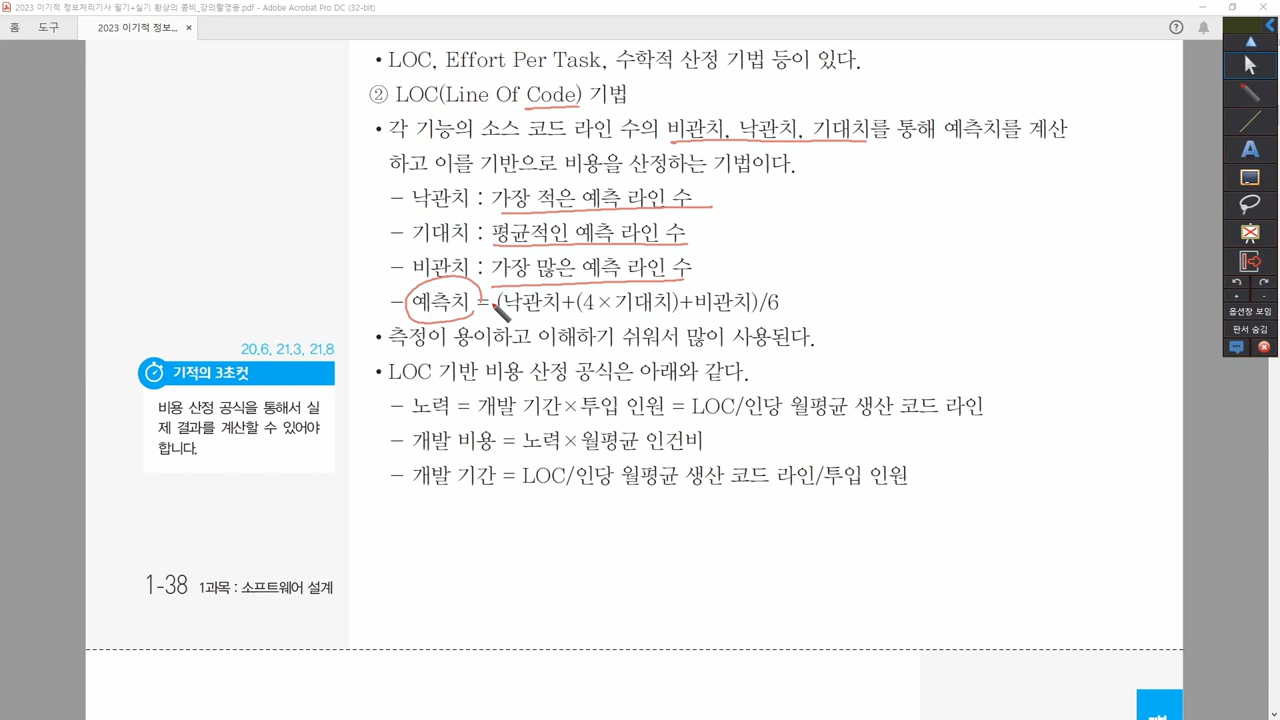 2023 이기적 정보처리기사 필기+실기 환상의 콤비_강의촬영용.pdf - Adobe Acrobat Pro DC (32-bit)
홈 도구 2023 이기적 정보... ×
• LOC, Effort Per Task, 수학적 산정 기법 등이 있다.
② LOC(Line Of Code) 기법
• 각 기능의 소스 코드 라인 수의 비관치, 낙관치, 기대치를 통해 예측치를 계산
하고 이를 기반으로 비용을 산정하는 기법이다.
– 낙관치 : 가장 적은 예측 라인 수
– 기대치 : 평균적인 예측 라인 수
– 비관치 : 가장 많은 예측 라인 수
– 예측치 = (낙관치+(4×기대치)+비관치)/6
• 측정이 용이하고 이해하기 쉬워서 많이 사용된다.
• LOC 기반 비용 산정 공식은 아래와 같다.
– 노력 = 개발 기간×투입 인원 = LOC/인당 월평균 생산 코드 라인
– 개발 비용 = 노력×월평균 인건비
– 개발 기간 = LOC/인당 월평균 생산 코드 라인/투입 인원
20.6, 21.3, 21.8
기적의 3초컷
비용 산정 공식을 통해서 실
제 결과를 계산할 수 있어야
합니다.
1-38 1과목 : 소프트웨어 설계
옵션창 보임
판서 숨김